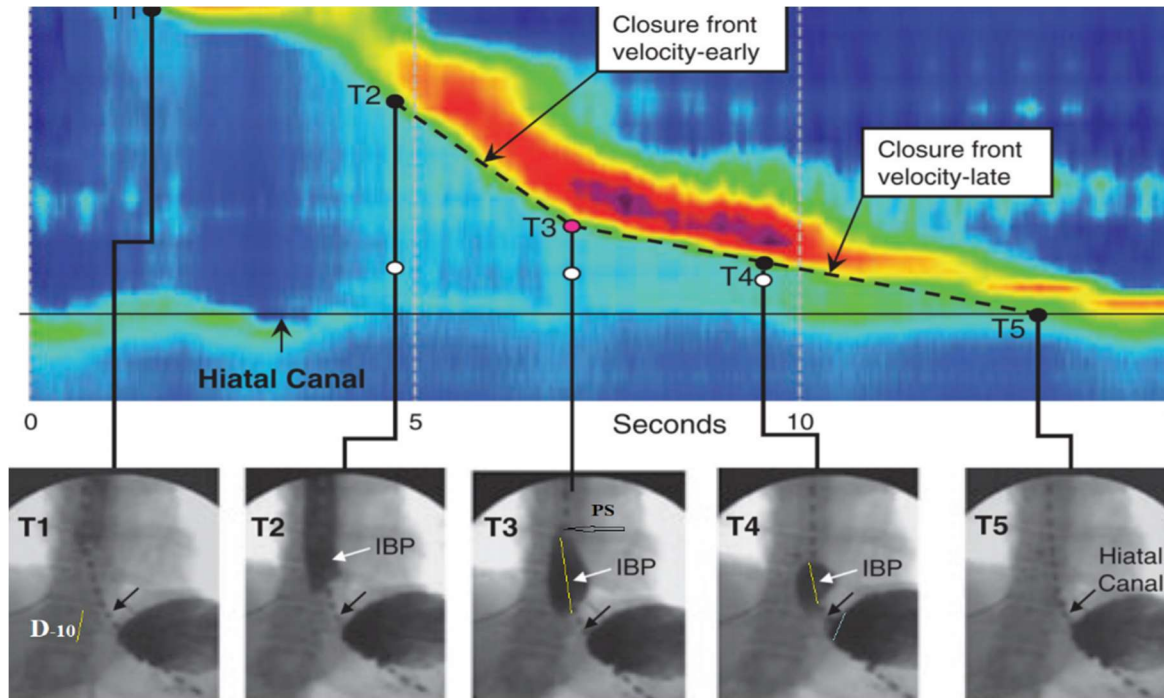 Closure front
velocity-early
T2
Closure front
velocity-late
T3
T4
T5
Hiatal Canal
0
5
Seconds
10
T1
T2
IBP
T3
PS
IBP
T4
IBP
T5
Hiatal
Canal
D-10